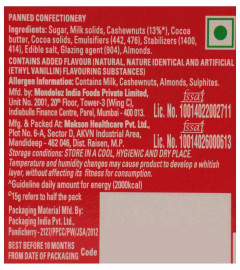 PANNED CONFECTIONERY
Ingredients: Sugar, Milk solids, Cashewnuts (13%*), Cocoa
butter, Cocoa solids, Emulsifiers (442, 476), Stabilizers (1400,
414), Edible salt, Glazing agent (904), Almonds.
CONTAINS ADDED FLAVOUR (NATURAL, NATURE IDENTICAL AND ARTIFICIAL
(ETHYL VANILLIN) FLAVOURING SUBSTANCES)
Allergen Information: Contains Milk, Cashewnuts, Almonds, Sulphites.
Mfd. by: Mondelez India Foods Private Limited,
Unit No. 2001, 20th Floor, Tower-3 (Wing C),
Indiabulls Finance Centre, Parel, Mumbai - 400 013.
fssai
Lic. No. 10014022002711
Mfg. & Packed At: Makson Healthcare Pvt. Ltd.,
Plot No. 6-A, Sector D, AKVN Industrial Area,
Mandideep - 462 046, Dist. Raisen, M.P.
fssai
Lic. No. 10014026000613
Storage conditions: STORE IN A COOL, HYGIENIC AND DRY PLACE.
Temperature and humidity changes may cause product to develop a whitish
layer, without affecting its fitness for consumption.
^Guideline daily amount for energy (2000kcal)
°15g refers to half the pack
Packaging Material Mfd. By:
Packaging India Pvt. Ltd.,
Pondicherry - 2123/PPCC/PW/JSA/2012
BEST BEFORE 10 MONTHS
FROM DATE OF PACKAGING Code